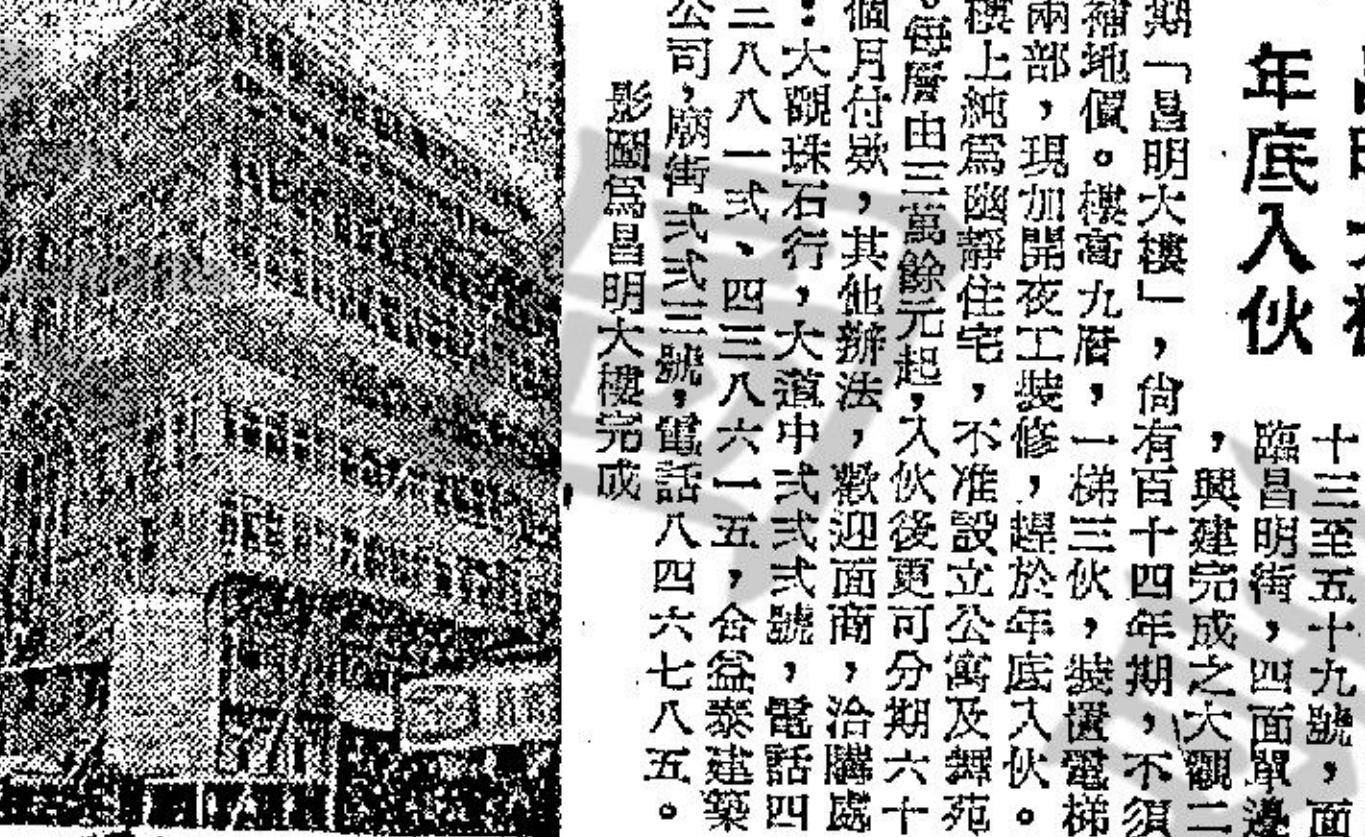 年底入伙
十三至五十九號，面
臨昌明街，四面單邊
，興建完成之大觀二
期「昌明大樓」，尙有百十四年期，不須
補地價。樓高九層，一梯三伙，裝置電梯
兩部，現加開夜工裝修，趕於年底入伙。
樓上純爲幽靜住宅，不准設立公寓及舞苑
。每層由三萬餘元起，入伙後更可分期六十
個月付欵，其他辦法，歡迎面商，洽購處
：大觀珠石行，大道中弍弍弍號，電話四
三八八一弍、四三八六一五，合益泰建築
公司，廟街弍弍三號，電話八四六七八五。
影圖爲昌明大樓完成